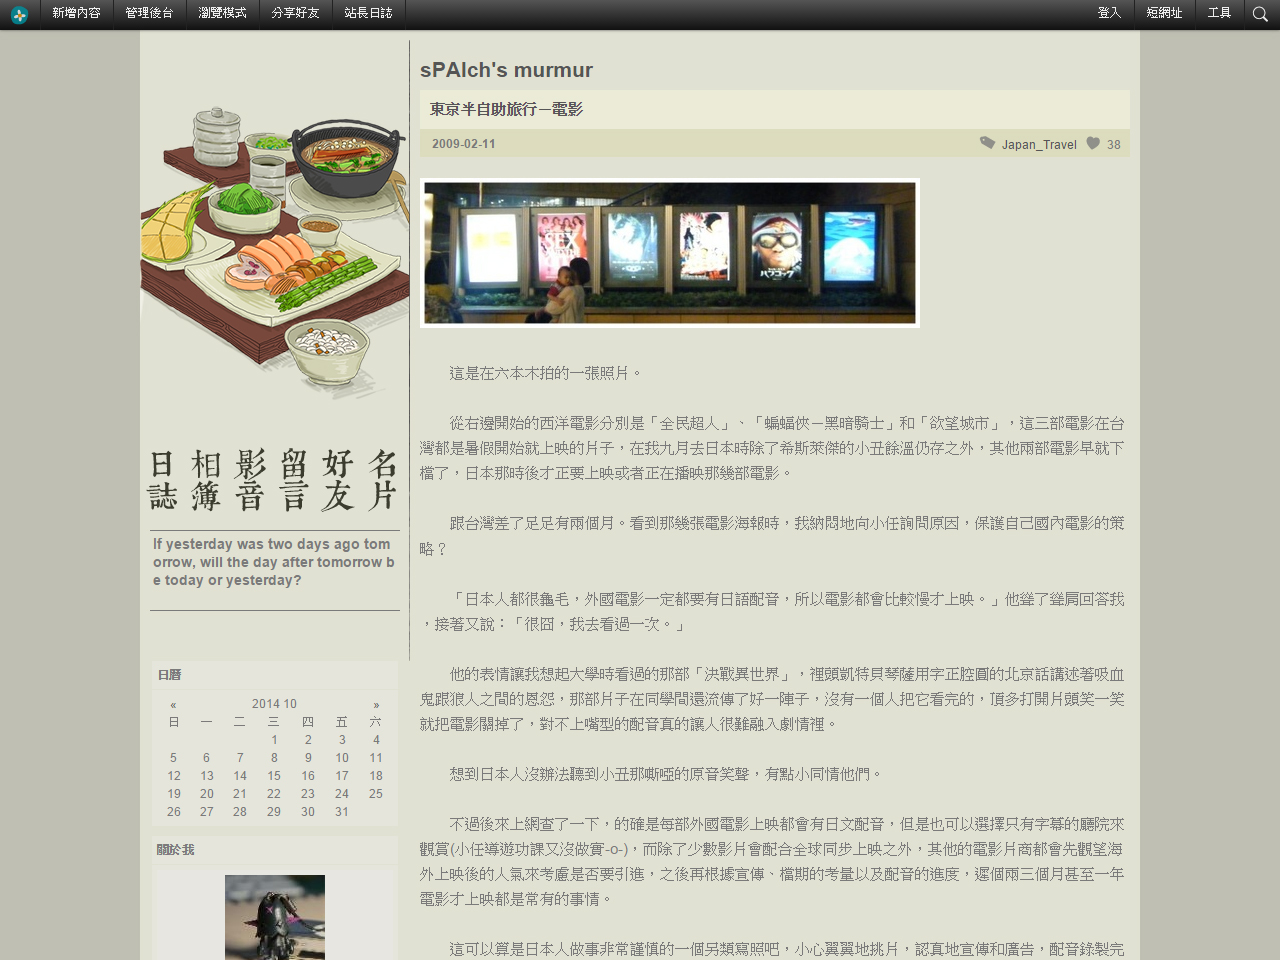 新增內容 管理後台 瀏覽模式 分享好友 站長日誌 登入 短網址 工具
sPAlch's murmur
東京半自助旅行－電影
2009-02-11 Japan_Travel 38
SEX
ハンコック
這是在六本木拍的一張照片。
從右邊開始的西洋電影分別是「全民超人」、「蝙蝠俠－黑暗騎士」和「欲望城市」，這三部電影在台
灣都是暑假開始就上映的片子，在我九月去日本時除了希斯萊傑的小丑餘溫仍存之外，其他兩部電影早就下
檔了，日本那時後才正要上映或者正在播映那幾部電影。
跟台灣差了足足有兩個月。看到那幾張電影海報時，我納悶地向小任詢問原因，保護自己國內電影的策
略？
「日本人都很龜毛，外國電影一定都要有日語配音，所以電影都會比較慢才上映。」他聳了聳肩回答我
，接著又說：「很囧，我去看過一次。」
他的表情讓我想起大學時看過的那部「決戰異世界」，裡頭凱特貝琴薩用字正腔圓的北京話講述著吸血
鬼跟狼人之間的恩怨，那部片子在同學間還流傳了好一陣子，沒有一個人把它看完的，頂多打開片頭笑一笑
就把電影關掉了，對不上嘴型的配音真的讓人很難融入劇情裡。
想到日本人沒辦法聽到小丑那嘶啞的原音笑聲，有點小同情他們。
不過後來上網查了一下，的確是每部外國電影上映都會有日文配音，但是也可以選擇只有字幕的廳院來
觀賞(小任導遊功課又沒做實-o-)，而除了少數影片會配合全球同步上映之外，其他的電影片商都會先觀望海
外上映後的人氣來考慮是否要引進，之後再根據宣傳、檔期的考量以及配音的進度，遲個兩三個月甚至一年
電影才上映都是常有的事情。
這可以算是日本人做事非常謹慎的一個另類寫照吧，小心翼翼地挑片，認真地宣傳和廣告，配音錄製完
日誌 相簿 影音 留言 好友 名片
If yesterday was two days ago tom
orrow, will the day after tomorrow b
e today or yesterday?
日曆
« 2014 10 »
日 一 二 三 四 五 六
1 2 3 4
5 6 7 8 9 10 11
12 13 14 15 16 17 18
19 20 21 22 23 24 25
26 27 28 29 30 31
關於我